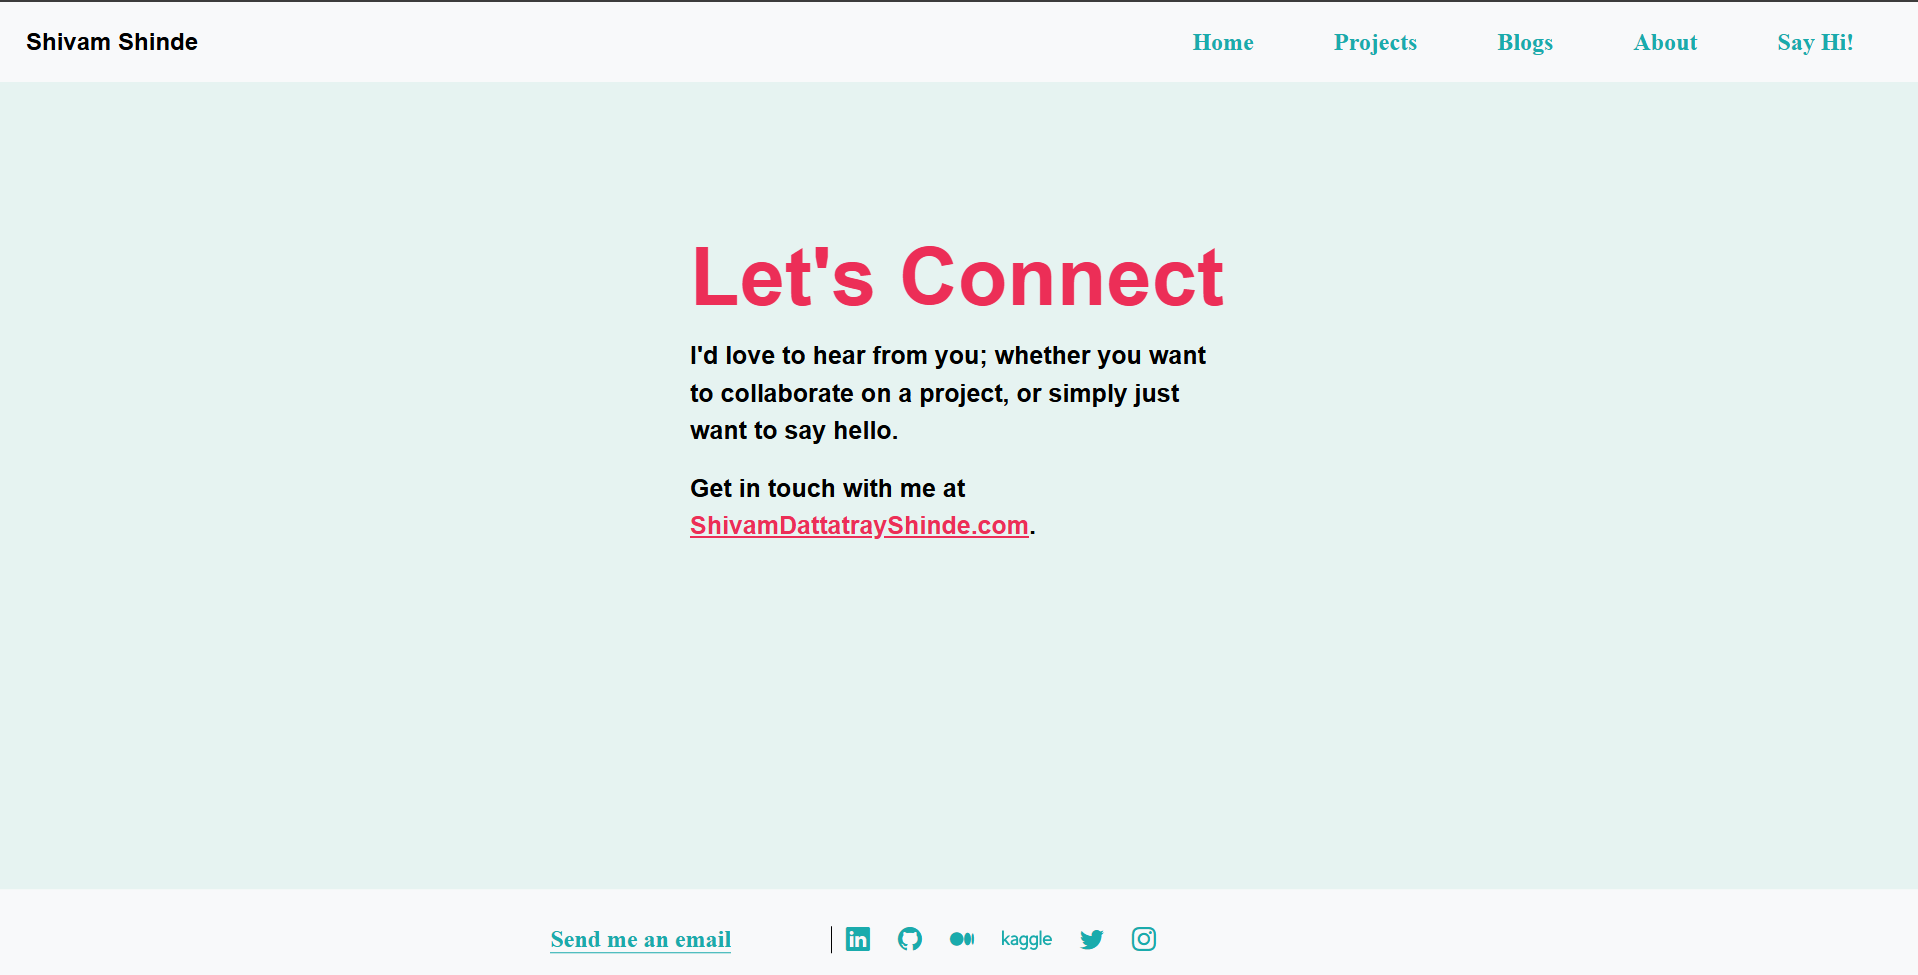 Shivam Shinde
Home Projects Blogs About Say Hi!
Let's Connect
I'd love to hear from you; whether you want
to collaborate on a project, or simply just
want to say hello.
Get in touch with me at
ShivamDattatrayShinde.com.
Send me an email
in
kaggle